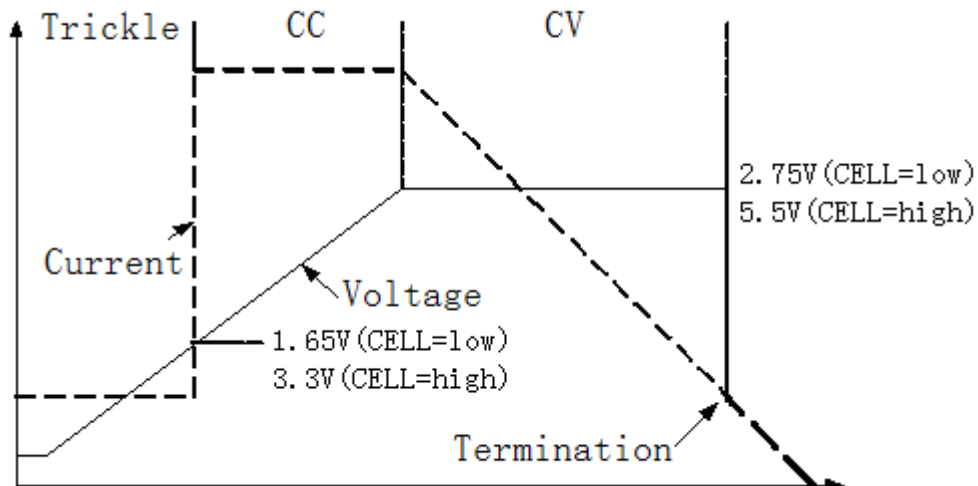 Trickle
CC
CV
2.75V(CELL=low)
5.5V(CELL=high)
Current
Voltage
1.65V(CELL=low)
3.3V(CELL=high)
Termination